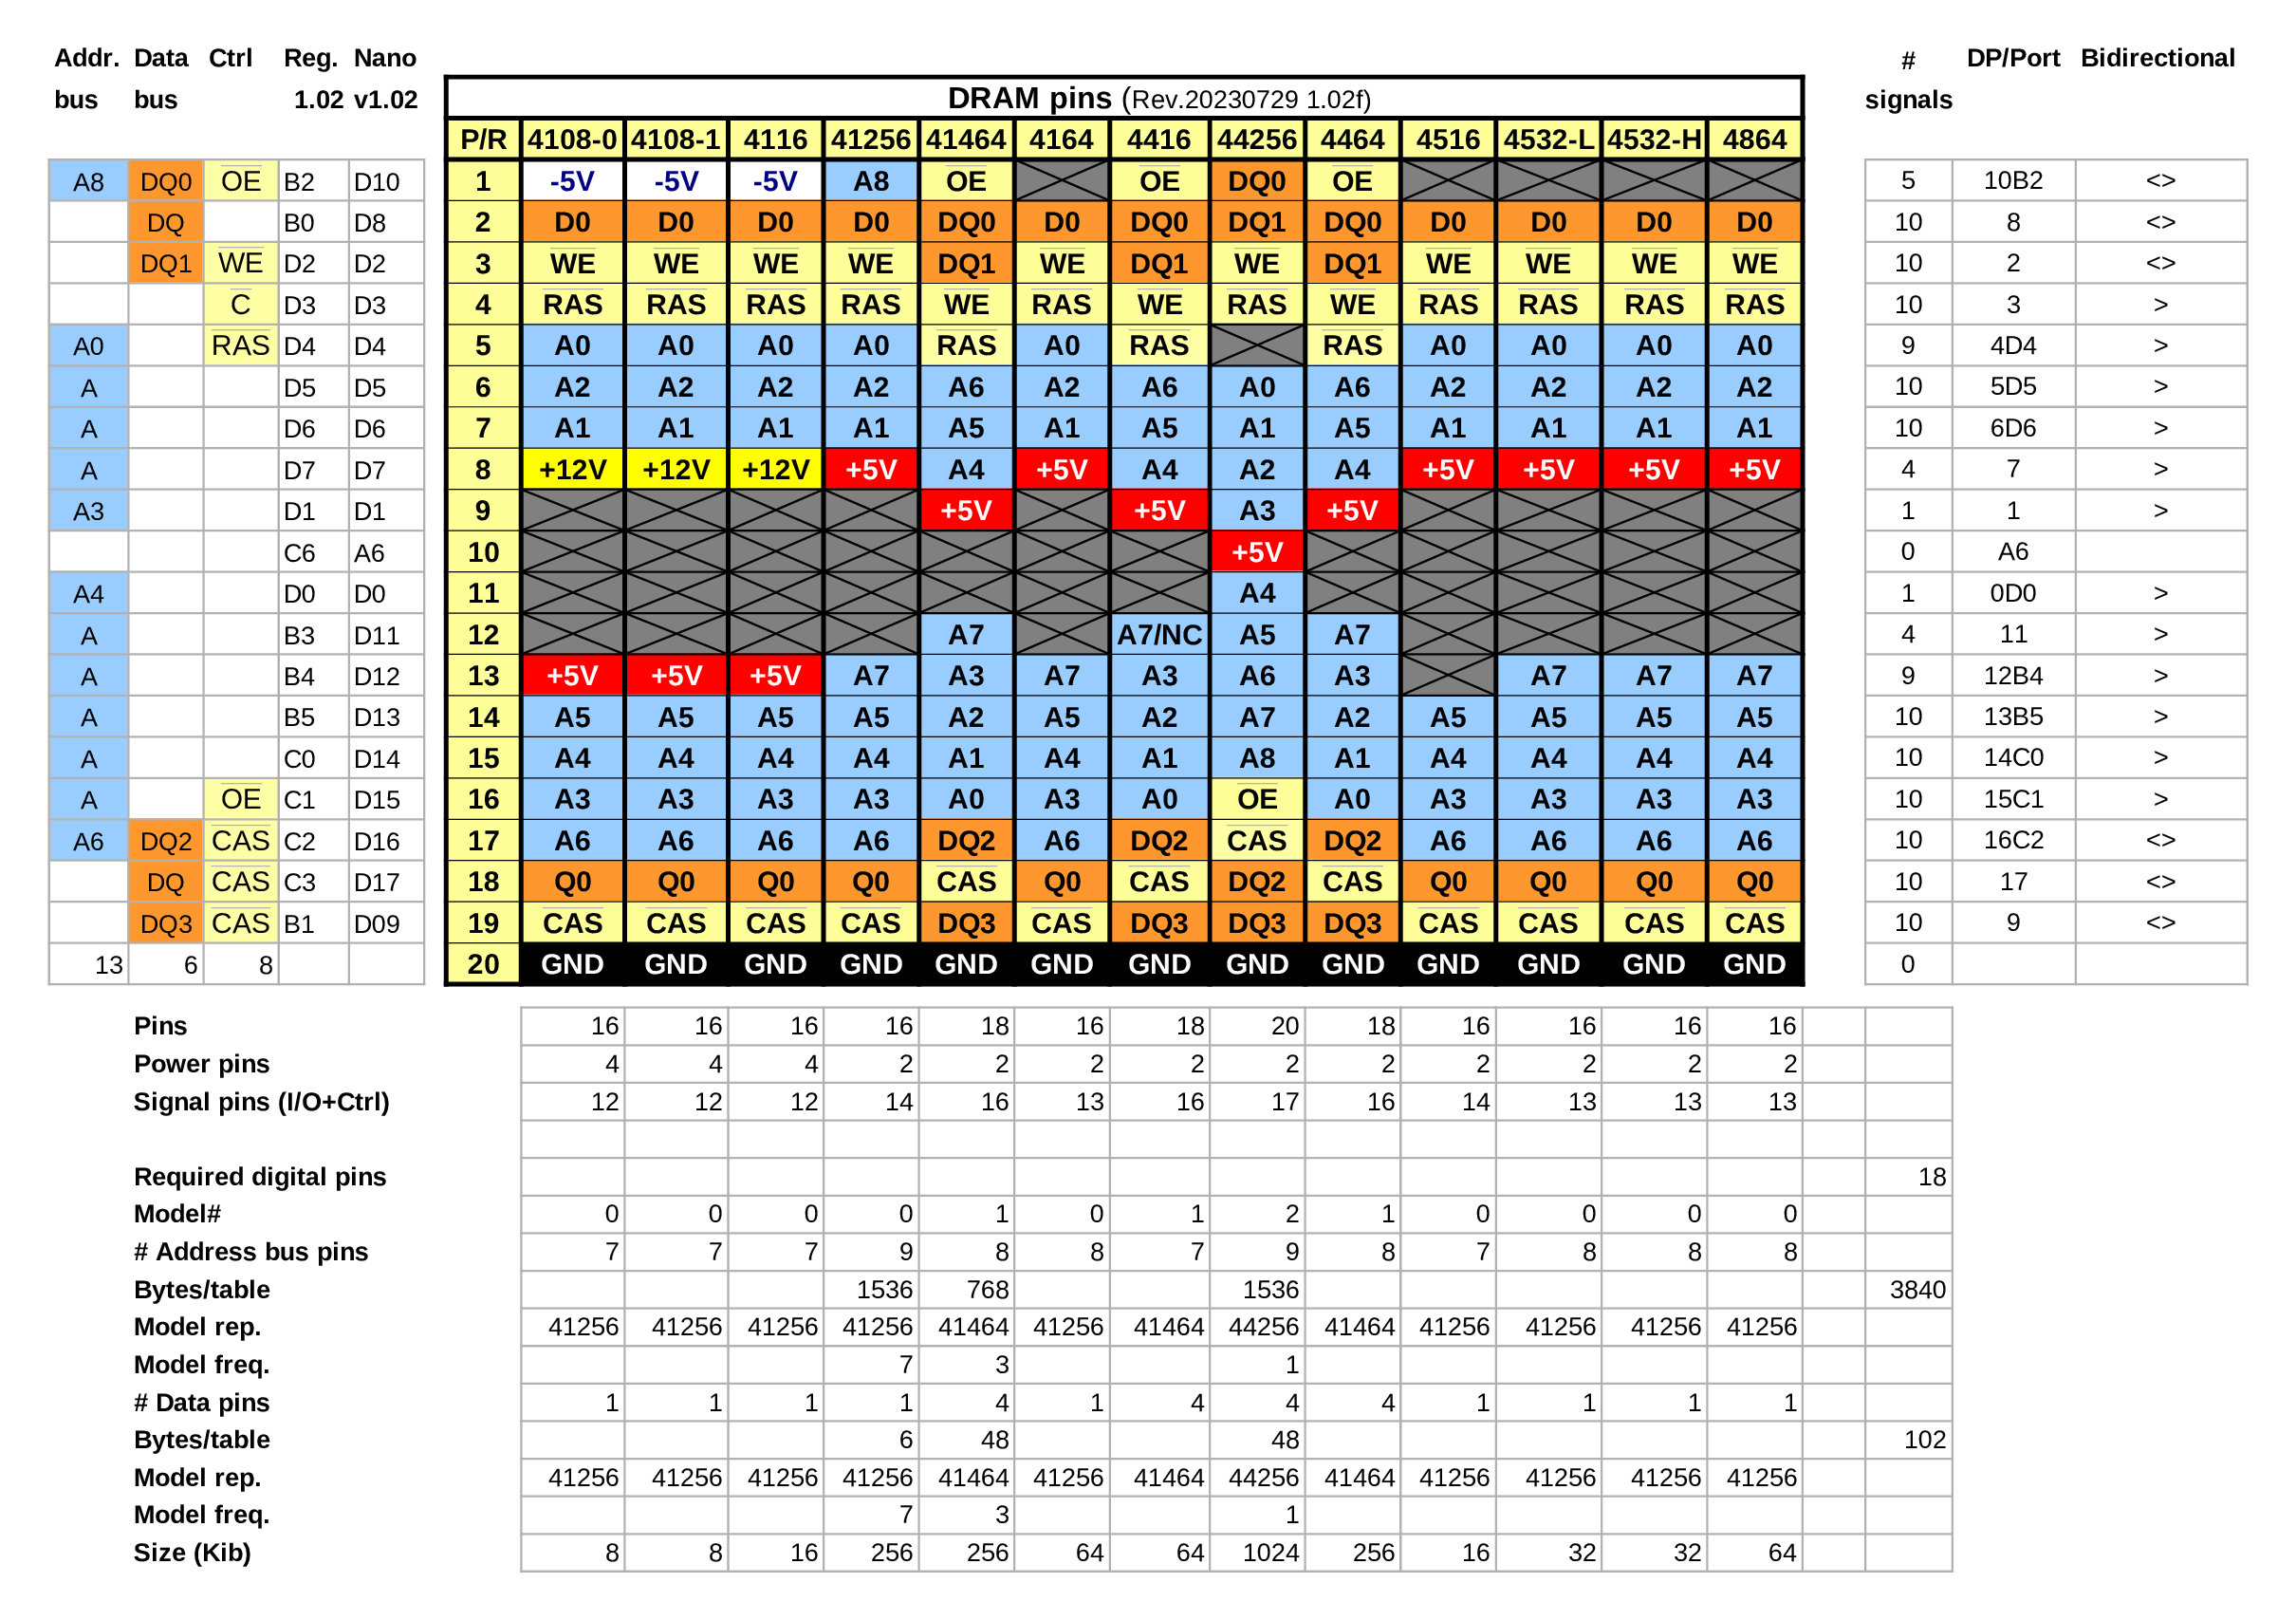 Addr. Data Ctrl Reg. Nano # DP/Port Bidirectional
bus bus 1.02 v1.02 DRAM pins (Rev.20230729 1.02f) signals
P/R 4108-0 4108-1 4116 41256 41464 4164 4416 44256 4464 4516 4532-L 4532-H 4864
A8 DQ0 OE B2 D10 1 -5V -5V -5V A8 OE OE DQ0 OE 5 10B2 <>
DQ B0 D8 2 D0 D0 D0 D0 DQ0 D0 DQ0 DQ1 DQ0 D0 D0 D0 D0 10 8 <>
DQ1 WE D2 D2 3 WE WE WE WE DQ1 WE DQ1 WE DQ1 WE WE WE WE 10 2 <>
C D3 D3 4 RAS RAS RAS RAS WE RAS WE RAS WE RAS RAS RAS RAS 10 3 >
A0 RAS D4 D4 5 A0 A0 A0 A0 RAS A0 RAS RAS A0 A0 A0 A0 9 4D4 >
A D5 D5 6 A2 A2 A2 A2 A6 A2 A6 A0 A6 A2 A2 A2 A2 10 5D5 >
A D6 D6 7 A1 A1 A1 A1 A5 A1 A5 A1 A5 A1 A1 A1 A1 10 6D6 >
A D7 D7 8 +12V +12V +12V +5V A4 +5V A4 A2 A4 +5V +5V +5V +5V 4 7 >
A3 D1 D1 9 +5V +5V A3 +5V 1 1 >
C6 A6 10 +5V 0 A6
A4 D0 D0 11 A4 1 0D0 >
A B3 D11 12 A7 A7/NC A5 A7 4 11 >
A B4 D12 13 +5V +5V +5V A7 A3 A7 A3 A6 A3 A7 A7 A7 9 12B4 >
A B5 D13 14 A5 A5 A5 A5 A2 A5 A2 A7 A2 A5 A5 A5 A5 10 13B5 >
A C0 D14 15 A4 A4 A4 A4 A1 A4 A1 A8 A1 A4 A4 A4 A4 10 14C0 >
A OE C1 D15 16 A3 A3 A3 A3 A0 A3 A0 OE A0 A3 A3 A3 A3 10 15C1 >
A6 DQ2 CAS C2 D16 17 A6 A6 A6 A6 DQ2 A6 DQ2 CAS DQ2 A6 A6 A6 A6 10 16C2 <>
DQ CAS C3 D17 18 Q0 Q0 Q0 Q0 CAS Q0 CAS DQ2 CAS Q0 Q0 Q0 Q0 10 17 <>
DQ3 CAS B1 D09 19 CAS CAS CAS CAS DQ3 CAS DQ3 DQ3 DQ3 CAS CAS CAS CAS 10 9 <>
13 6 8 20 GND GND GND GND GND GND GND GND GND GND GND GND GND 0
Pins 16 16 16 16 18 16 18 20 18 16 16 16 16
Power pins 4 4 4 2 2 2 2 2 2 2 2 2 2
Signal pins (I/O+Ctrl) 12 12 12 14 16 13 16 17 16 14 13 13 13
Required digital pins 18
Model# 0 0 0 0 1 0 1 2 1 0 0 0 0
# Address bus pins 7 7 7 9 8 8 7 9 8 7 8 8 8
Bytes/table 1536 768 1536 3840
Model rep. 41256 41256 41256 41256 41464 41256 41464 44256 41464 41256 41256 41256 41256
Model freq. 7 3 1
# Data pins 1 1 1 1 4 1 4 4 4 1 1 1 1
Bytes/table 6 48 48 102
Model rep. 41256 41256 41256 41256 41464 41256 41464 44256 41464 41256 41256 41256 41256
Model freq. 7 3 1
Size (Kib) 8 8 16 256 256 64 64 1024 256 16 32 32 64